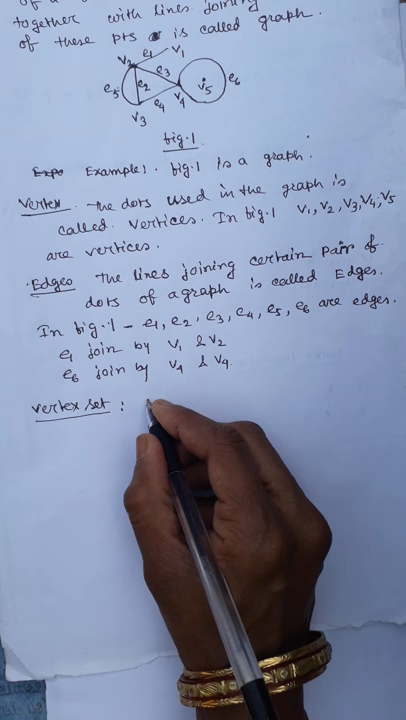 together with lines joining
of these pts is called graph.
v2 e1 v1
e3
e5 e2 v5 e6
e4 v4
v3
fig.1
Example: fig.1 is a graph.
Vertex The dots used in the graph is
called vertices. In fig.1 v1, v2, v3, v4, v5
are vertices.
Edges The lines joining certain pair of
dots of a graph is called Edges.
In fig.1 - e1, e2, e3, e4, e5, e6 are edges.
e1 join by v1 & v2
e6 join by v4 & v4.
Vertex set :